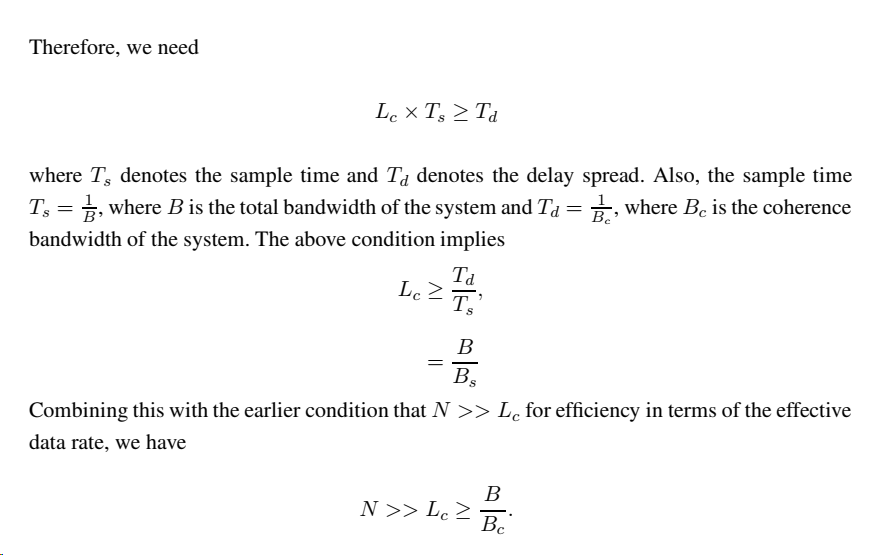 Therefore, we need
L_c × T_s ≥ T_d
where T_s denotes the sample time and T_d denotes the delay spread. Also, the sample time
T_s = \frac{1}{B}, where B is the total bandwidth of the system and T_d = \frac{1}{B_c}, where B_c is the coherence
bandwidth of the system. The above condition implies
L_c ≥ \frac{T_d}{T_s},
= \frac{B}{B_s}
Combining this with the earlier condition that N >> L_c for efficiency in terms of the effective
data rate, we have
N >> L_c ≥ \frac{B}{B_c}.